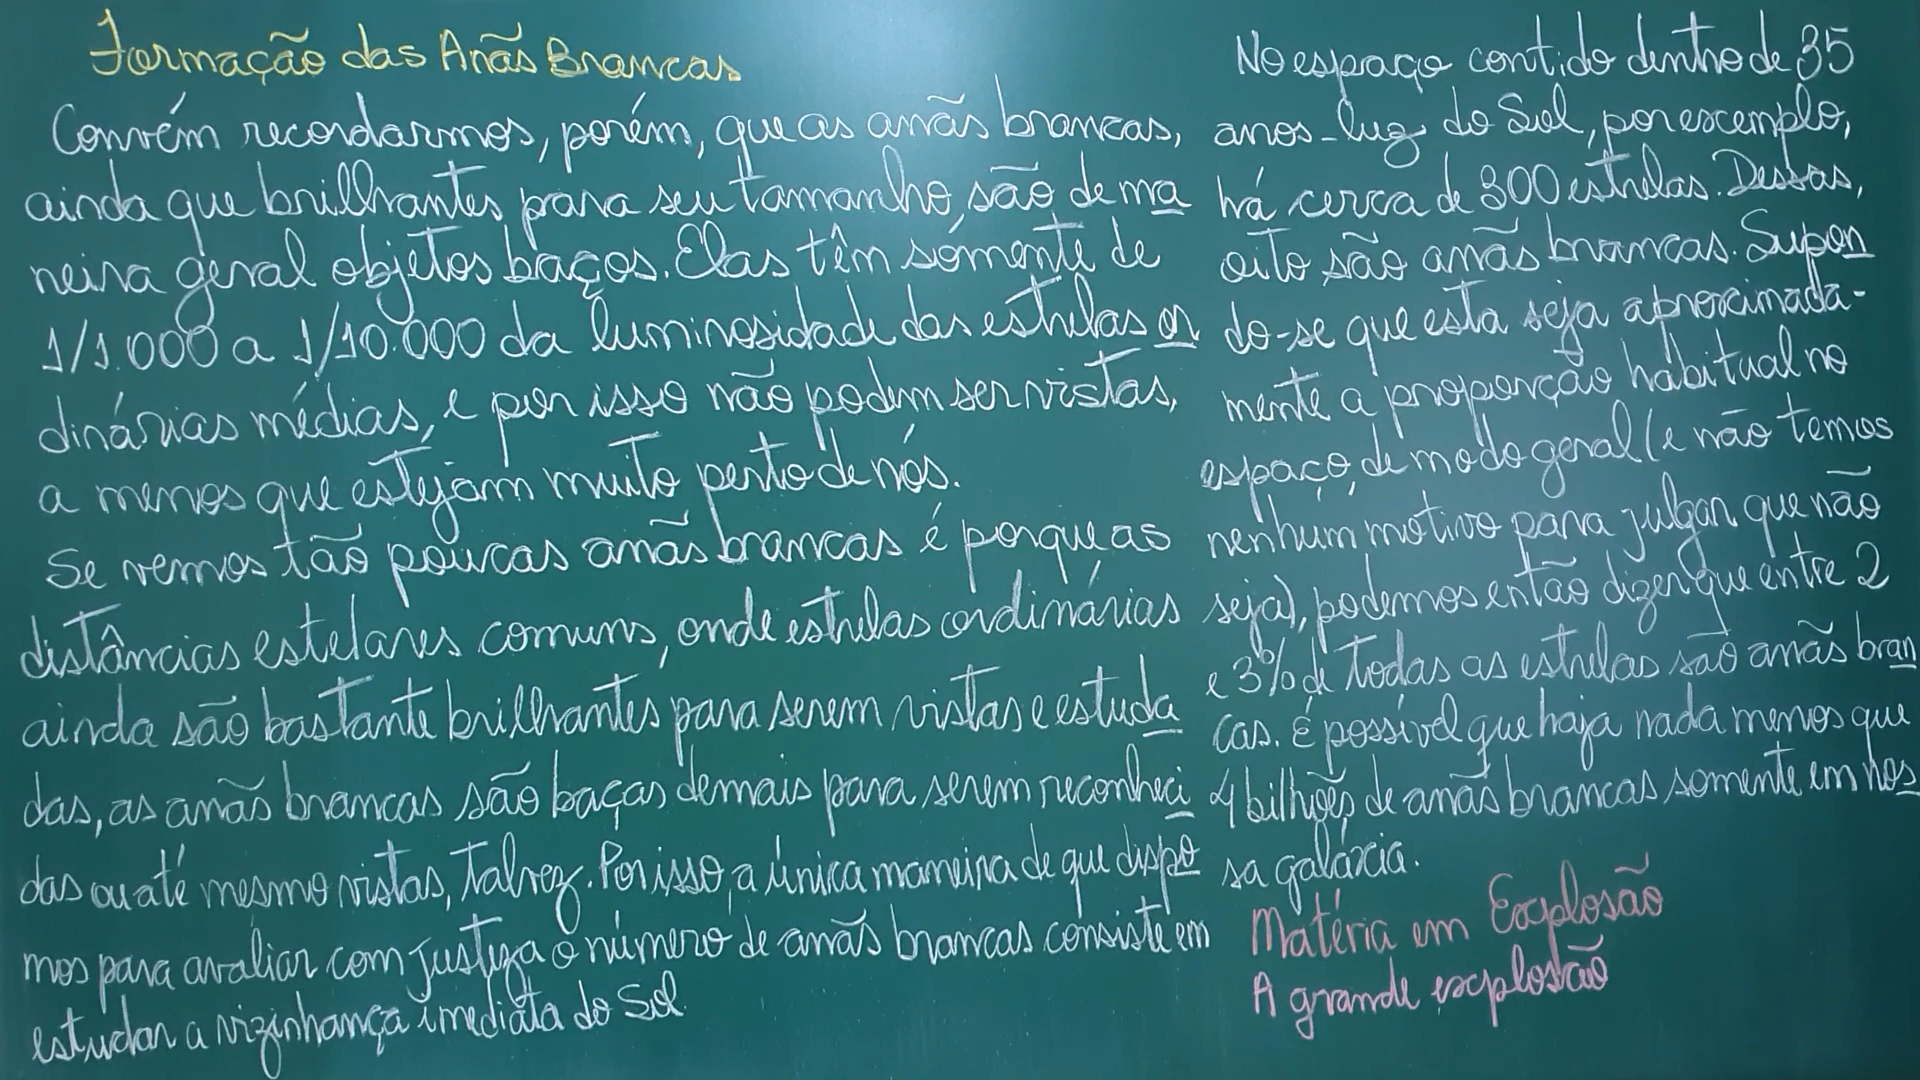 Formação das Anãs Brancas
Convém recordarmos, porém, que as anãs brancas,
ainda que brilhantes para seu tamanho, são de ma
neira geral objetos baços. Elas têm sómente de
1/1.000 a 1/10.000 da luminosidade das estrelas or
dinárias médias, e por isso não podem ser vistas,
a menos que estejam muito perto de nós.
Se vemos tão poucas anãs brancas é porque as
distâncias estelares comuns, onde estrelas ordinárias
ainda são bastante brilhantes para serem vistas e estuda
das, as anãs brancas são baças demais para serem reconheci
das ou até mesmo vistas, talvez. Por isso, a única maneira de que dispo
mos para avaliar com justiza o número de anãs brancas consiste em
estudar a vizinhança imediata do Sol
No espaço contido dentro de 35
anos-luz do Sol, por excemplo,
há cerca de 300 estrelas. Dessas,
oito são anãs brancas. Supon
do-se que esta seja aproximada-
mente a proporção habitual no
espaço, de modo geral (e não temos
nenhum motivo para julgar que não
seja), podemos então dizer que entre 2
e 3% de todas as estrelas são anãs bran
cas. É possível que haja nada menos que
4 bilhões de anãs brancas somente em nos
sa galáxia.
Matéria em Explosão
A grande explosão